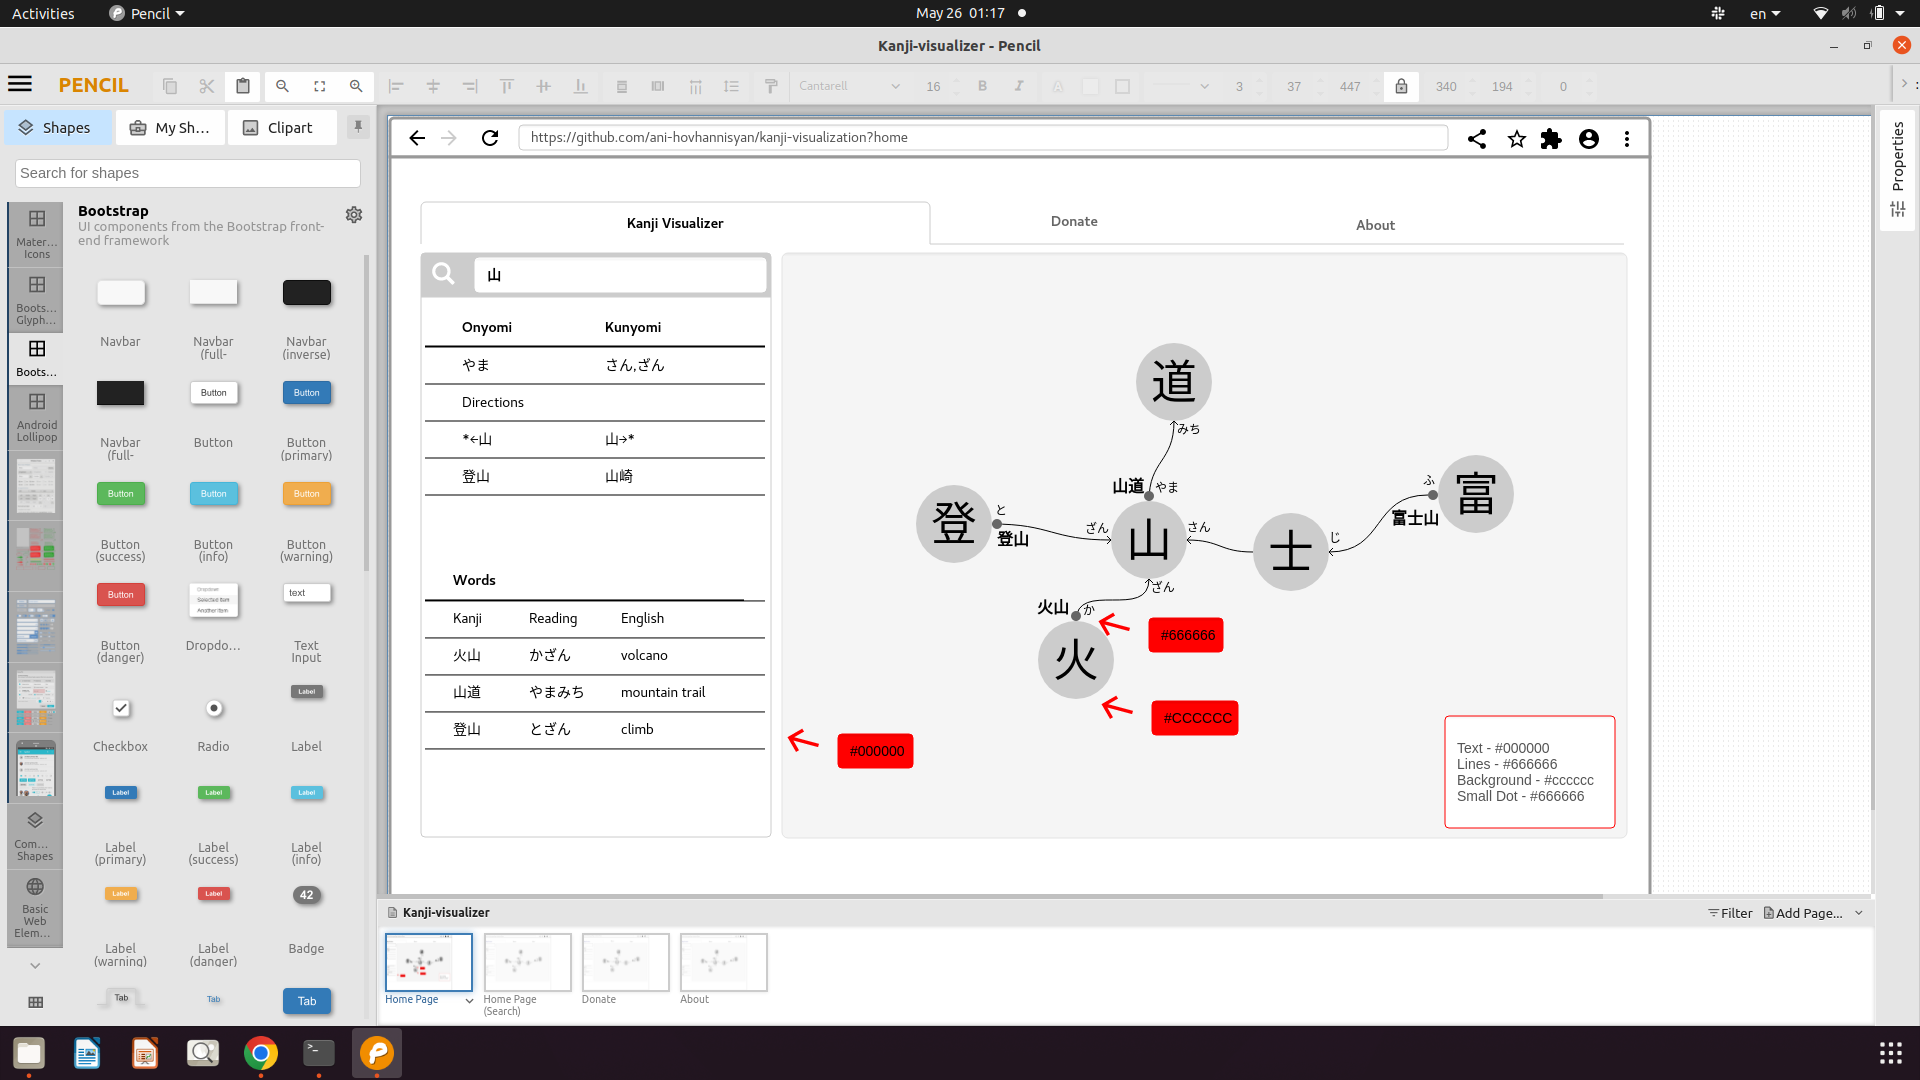 Activities
Pencil
May 26 01:17
en
Kanji-visualizer - Pencil
PENCIL
Cantarell
16
B
I
A
3
37
447
340
194
0
Shapes
My Sh...
Clipart
Search for shapes
Mater... Icons
Boots... Glyph...
Boots...
Android Lollipop
Com... Shapes
Basic Web Elem...
Bootstrap
UI components from the Bootstrap front-
end framework
Navbar
Navbar (full-
Navbar (inverse)
Button
Button
Navbar (full-
Button
Button (primary)
Button
Button
Button
Button (success)
Button (info)
Button (warning)
Button
Dropdown
Selected Item
Another Item
text
Button (danger)
Dropdo...
Text Input
Label
Checkbox
Radio
Label
Label
Label
Label
Label (primary)
Label (success)
Label (info)
Label
Label
42
Label (warning)
Label (danger)
Badge
Tab
Tab
Tab
https://github.com/ani-hovhannisyan/kanji-visualization?home
Kanji Visualizer
Donate
About
山
Onyomi Kunyomi
やま さん,ざん
Directions
*←山 山→*
登山 山崎
Words
Kanji Reading English
火山 かざん volcano
山道 やまみち mountain trail
登山 とざん climb
道
みち
山道
やま
登
と
登山
ざん
山
さん
士
じ
ふ
富士山
富
ざん
火山
か
火
#666666
#CCCCCC
#000000
Text - #000000
Lines - #666666
Background - #cccccc
Small Dot - #666666
Properties
Kanji-visualizer
Filter
Add Page...
Home Page
Home Page (Search)
Donate
About